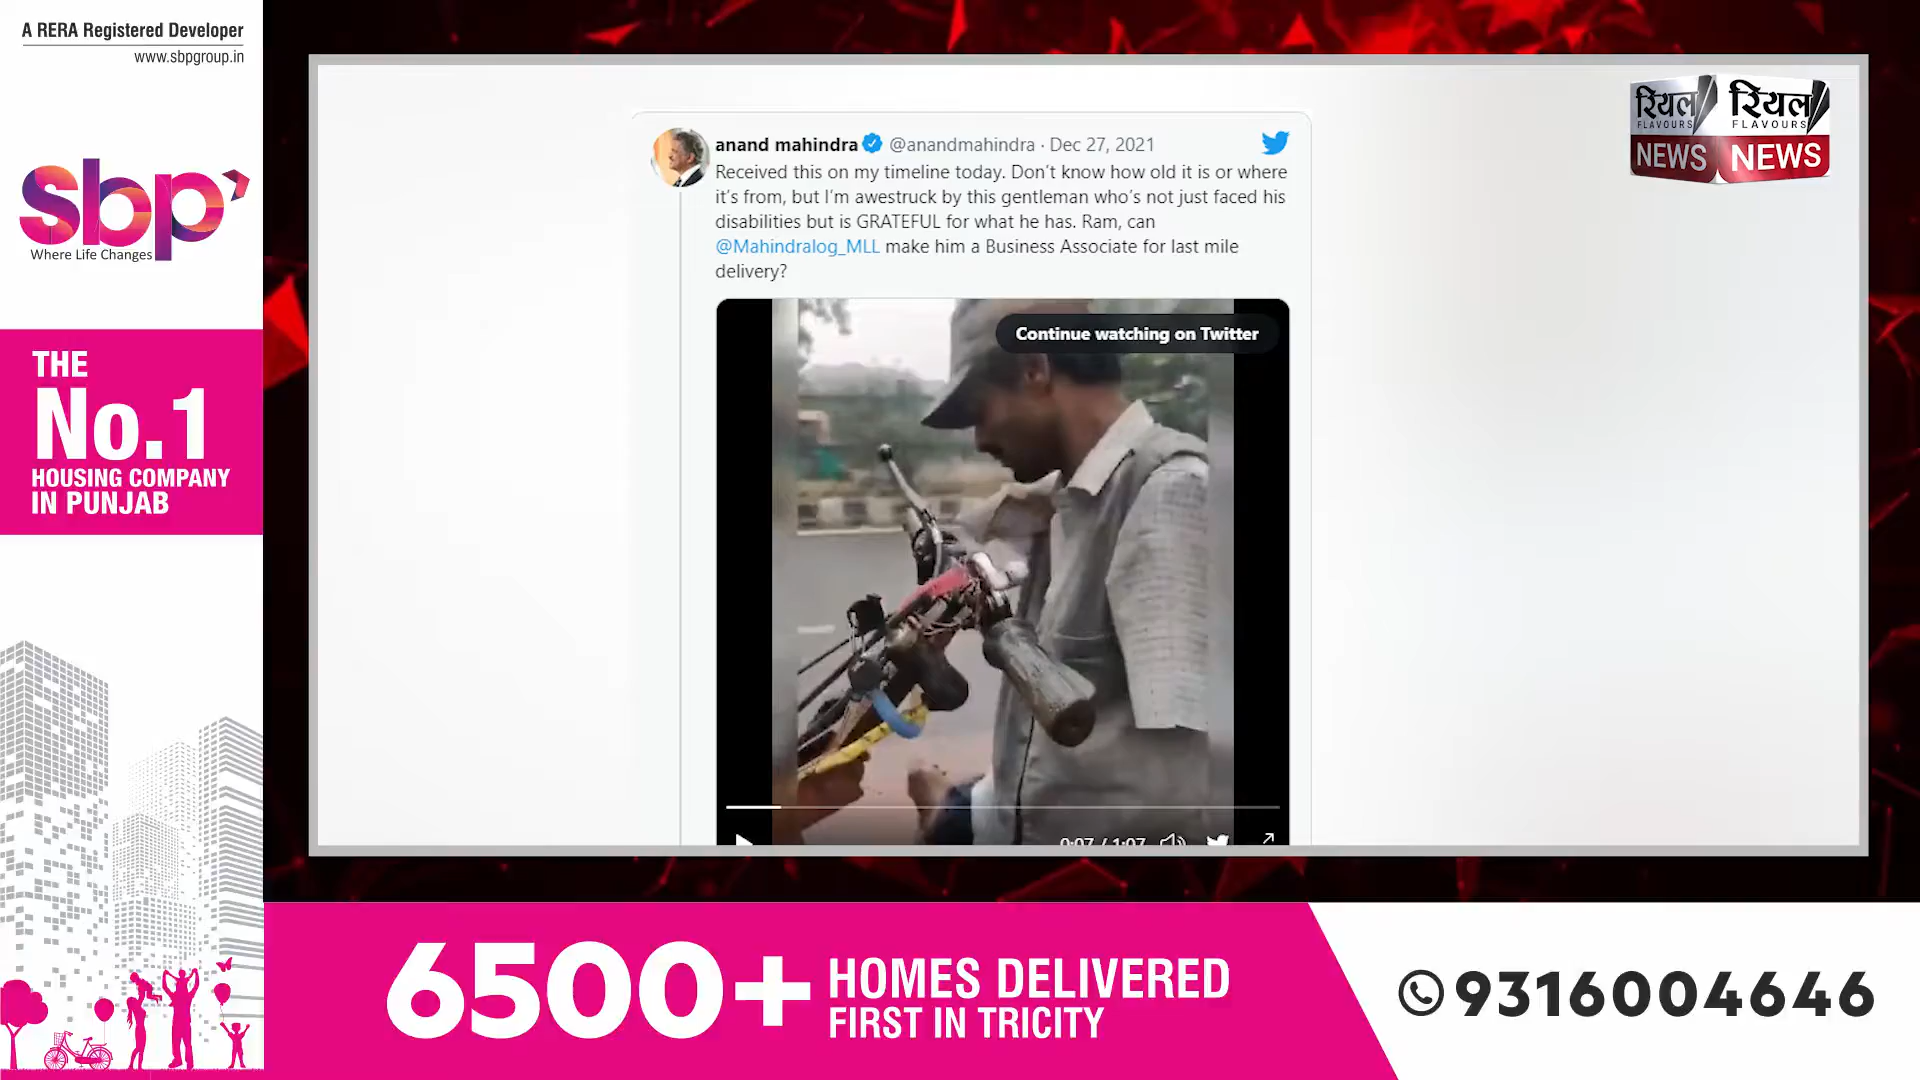 A RERA Registered Developer
www.sbpgroup.in
sbp
Where Life Changes
THE
No.1
HOUSING COMPANY
IN PUNJAB
anand mahindra @anandmahindra · Dec 27, 2021
Received this on my timeline today. Don’t know how old it is or where
it’s from, but I’m awestruck by this gentleman who’s not just faced his
disabilities but is GRATEFUL for what he has. Ram, can
@Mahindralog_MLL make him a Business Associate for last mile
delivery?
Continue watching on Twitter
0:07 / 1:07
रियल रियल
FLAVOURS FLAVOURS
NEWS NEWS
6500+ HOMES DELIVERED
FIRST IN TRICITY
9316004646